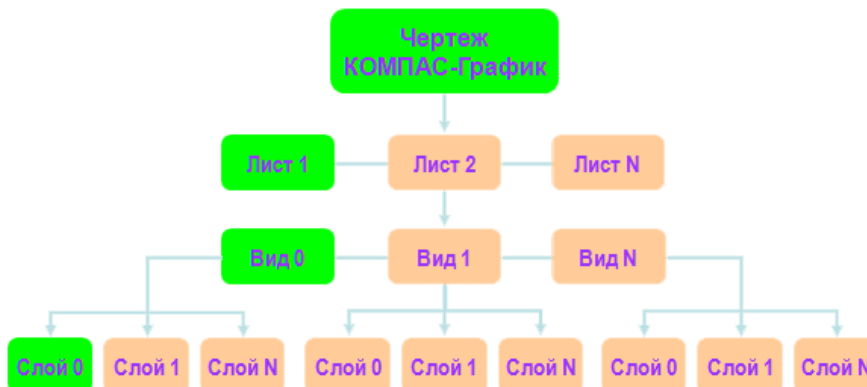 Чертеж
КОМПАС-График
Лист 1
Лист 2
Лист N
Вид 0
Вид 1
Вид N
Слой 0
Слой 1
Слой N
Слой 0
Слой 1
Слой N
Слой 0
Слой 1
Слой N